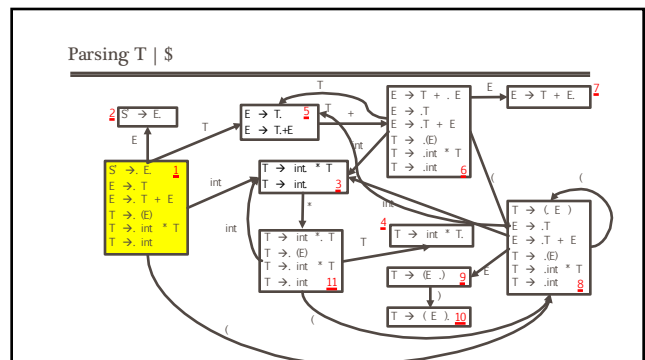 Parsing T | $
T
E → T + . E
E → .T
E → .T + E
T → .(E)
T → .int * T
T → .int
6
E
E → T + E.
7
2
S' → E.
E
T
E → T.
E → T.+E
5
T
+
int
S' →. E.
E → . T
E →. T + E
T →. (E)
T →. int * T
T →. int
1
int
T → int. * T
T → int.
3
*
int
T → int *. T
T →. (E)
T →. int * T
T →. int
11
T
4
T → int * T.
int
(
T → (. E )
E → .T
E → .T + E
T → .(E)
T → .int * T
T → .int
8
(
E
T → (E .)
9
)
T → ( E ).
10
(
(